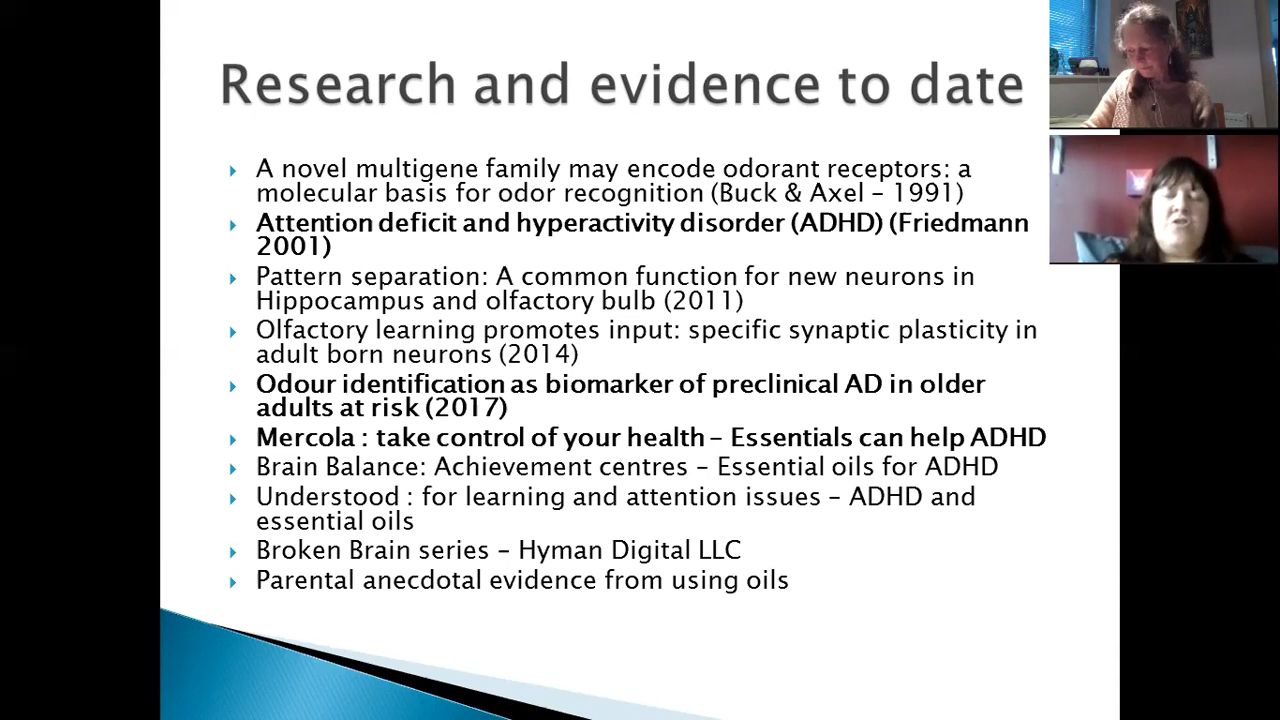 Research and evidence to date
A novel multigene family may encode odorant receptors: a
molecular basis for odor recognition (Buck & Axel – 1991)
Attention deficit and hyperactivity disorder (ADHD) (Friedmann
2001)
Pattern separation: A common function for new neurons in
Hippocampus and olfactory bulb (2011)
Olfactory learning promotes input: specific synaptic plasticity in
adult born neurons (2014)
Odour identification as biomarker of preclinical AD in older
adults at risk (2017)
Mercola : take control of your health – Essentials can help ADHD
Brain Balance: Achievement centres – Essential oils for ADHD
Understood : for learning and attention issues – ADHD and
essential oils
Broken Brain series – Hyman Digital LLC
Parental anecdotal evidence from using oils